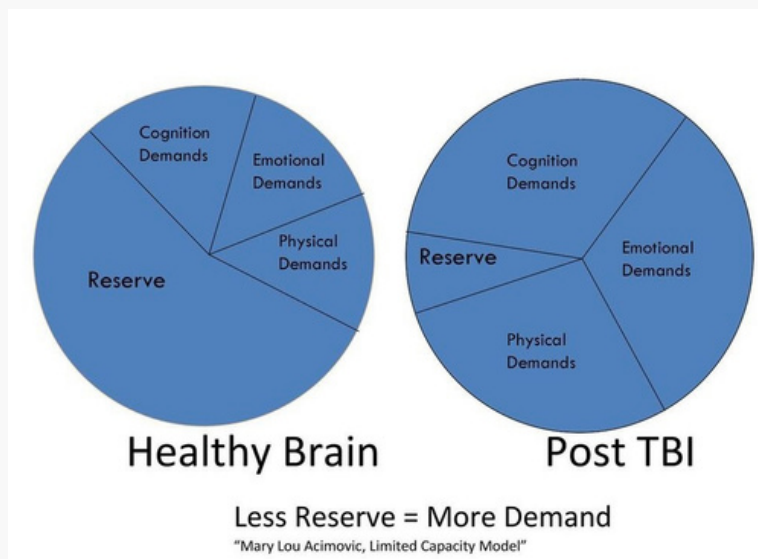 Cognition
Demands
Emotional
Demands
Physical
Demands
Reserve
Healthy Brain
Cognition
Demands
Reserve
Emotional
Demands
Physical
Demands
Post TBI
Less Reserve = More Demand
"Mary Lou Acimovic, Limited Capacity Model"